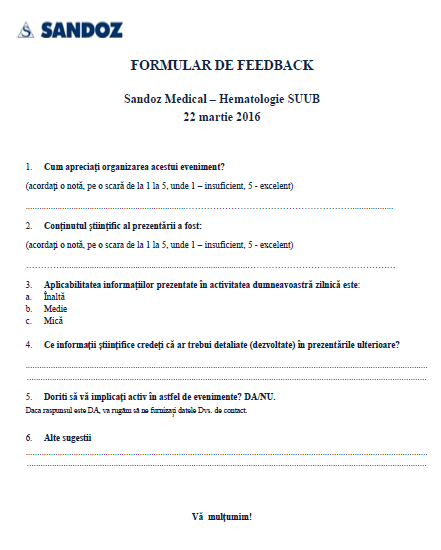 SANDOZ
FORMULAR DE FEEDBACK
Sandoz Medical – Hematologie SUUB
22 martie 2016
1. Cum apreciați organizarea acestui eveniment?
(acordați o notă, pe o scară de la 1 la 5, unde 1 – insuficient, 5 - excelent)
2. Conținutul științific al prezentării a fost:
(acordați o notă, pe o scara de la 1 la 5, unde 1 – insuficient, 5 - excelent)
3. Aplicabilitatea informațiilor prezentate în activitatea dumneavoastră zilnică este:
a. Înaltă
b. Medie
c. Mică
4. Ce informații științifice credeți că ar trebui detaliate (dezvoltate) în prezentările ulterioare?
5. Doriti să vă implicați activ în astfel de evenimente? DA/NU.
Daca raspunsul este DA, va rugăm să ne furnizați datele Dvs. de contact.
6. Alte sugestii
Vă mulțumim!